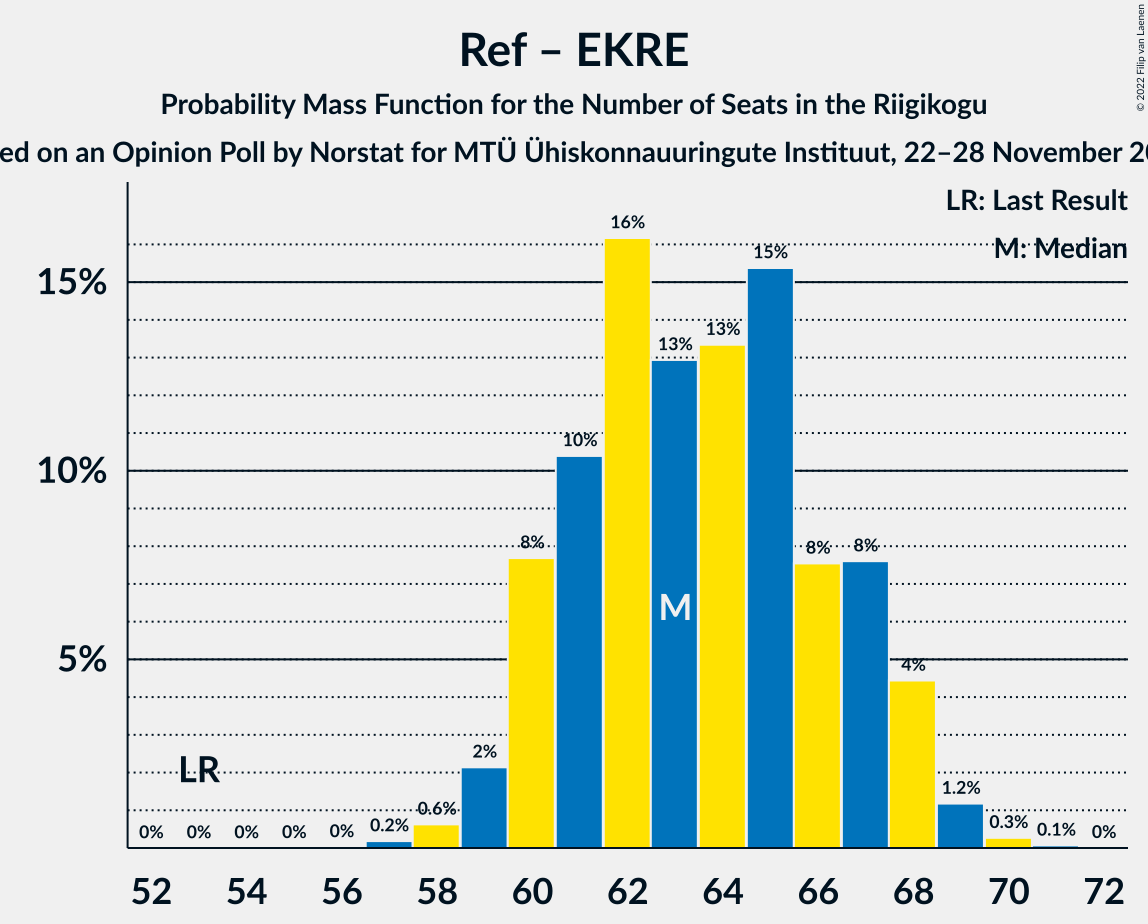 Ref – EKRE
Probability Mass Function for the Number of Seats in the Riigikogu
ed on an Opinion Poll by Norstat for MTÜ Ühiskonnauuringute Instituut, 22–28 November 20
© 2022 Filip van Laenen
LR: Last Result
M: Median
16%
15%
15%
13%
13%
10%
10%
8%
8%
8%
M
5%
4%
LR
2%
1.2%
0% 0% 0% 0% 0% 0.2% 0.6% 0.3% 0.1% 0%
52 54 56 58 60 62 64 66 68 70 72